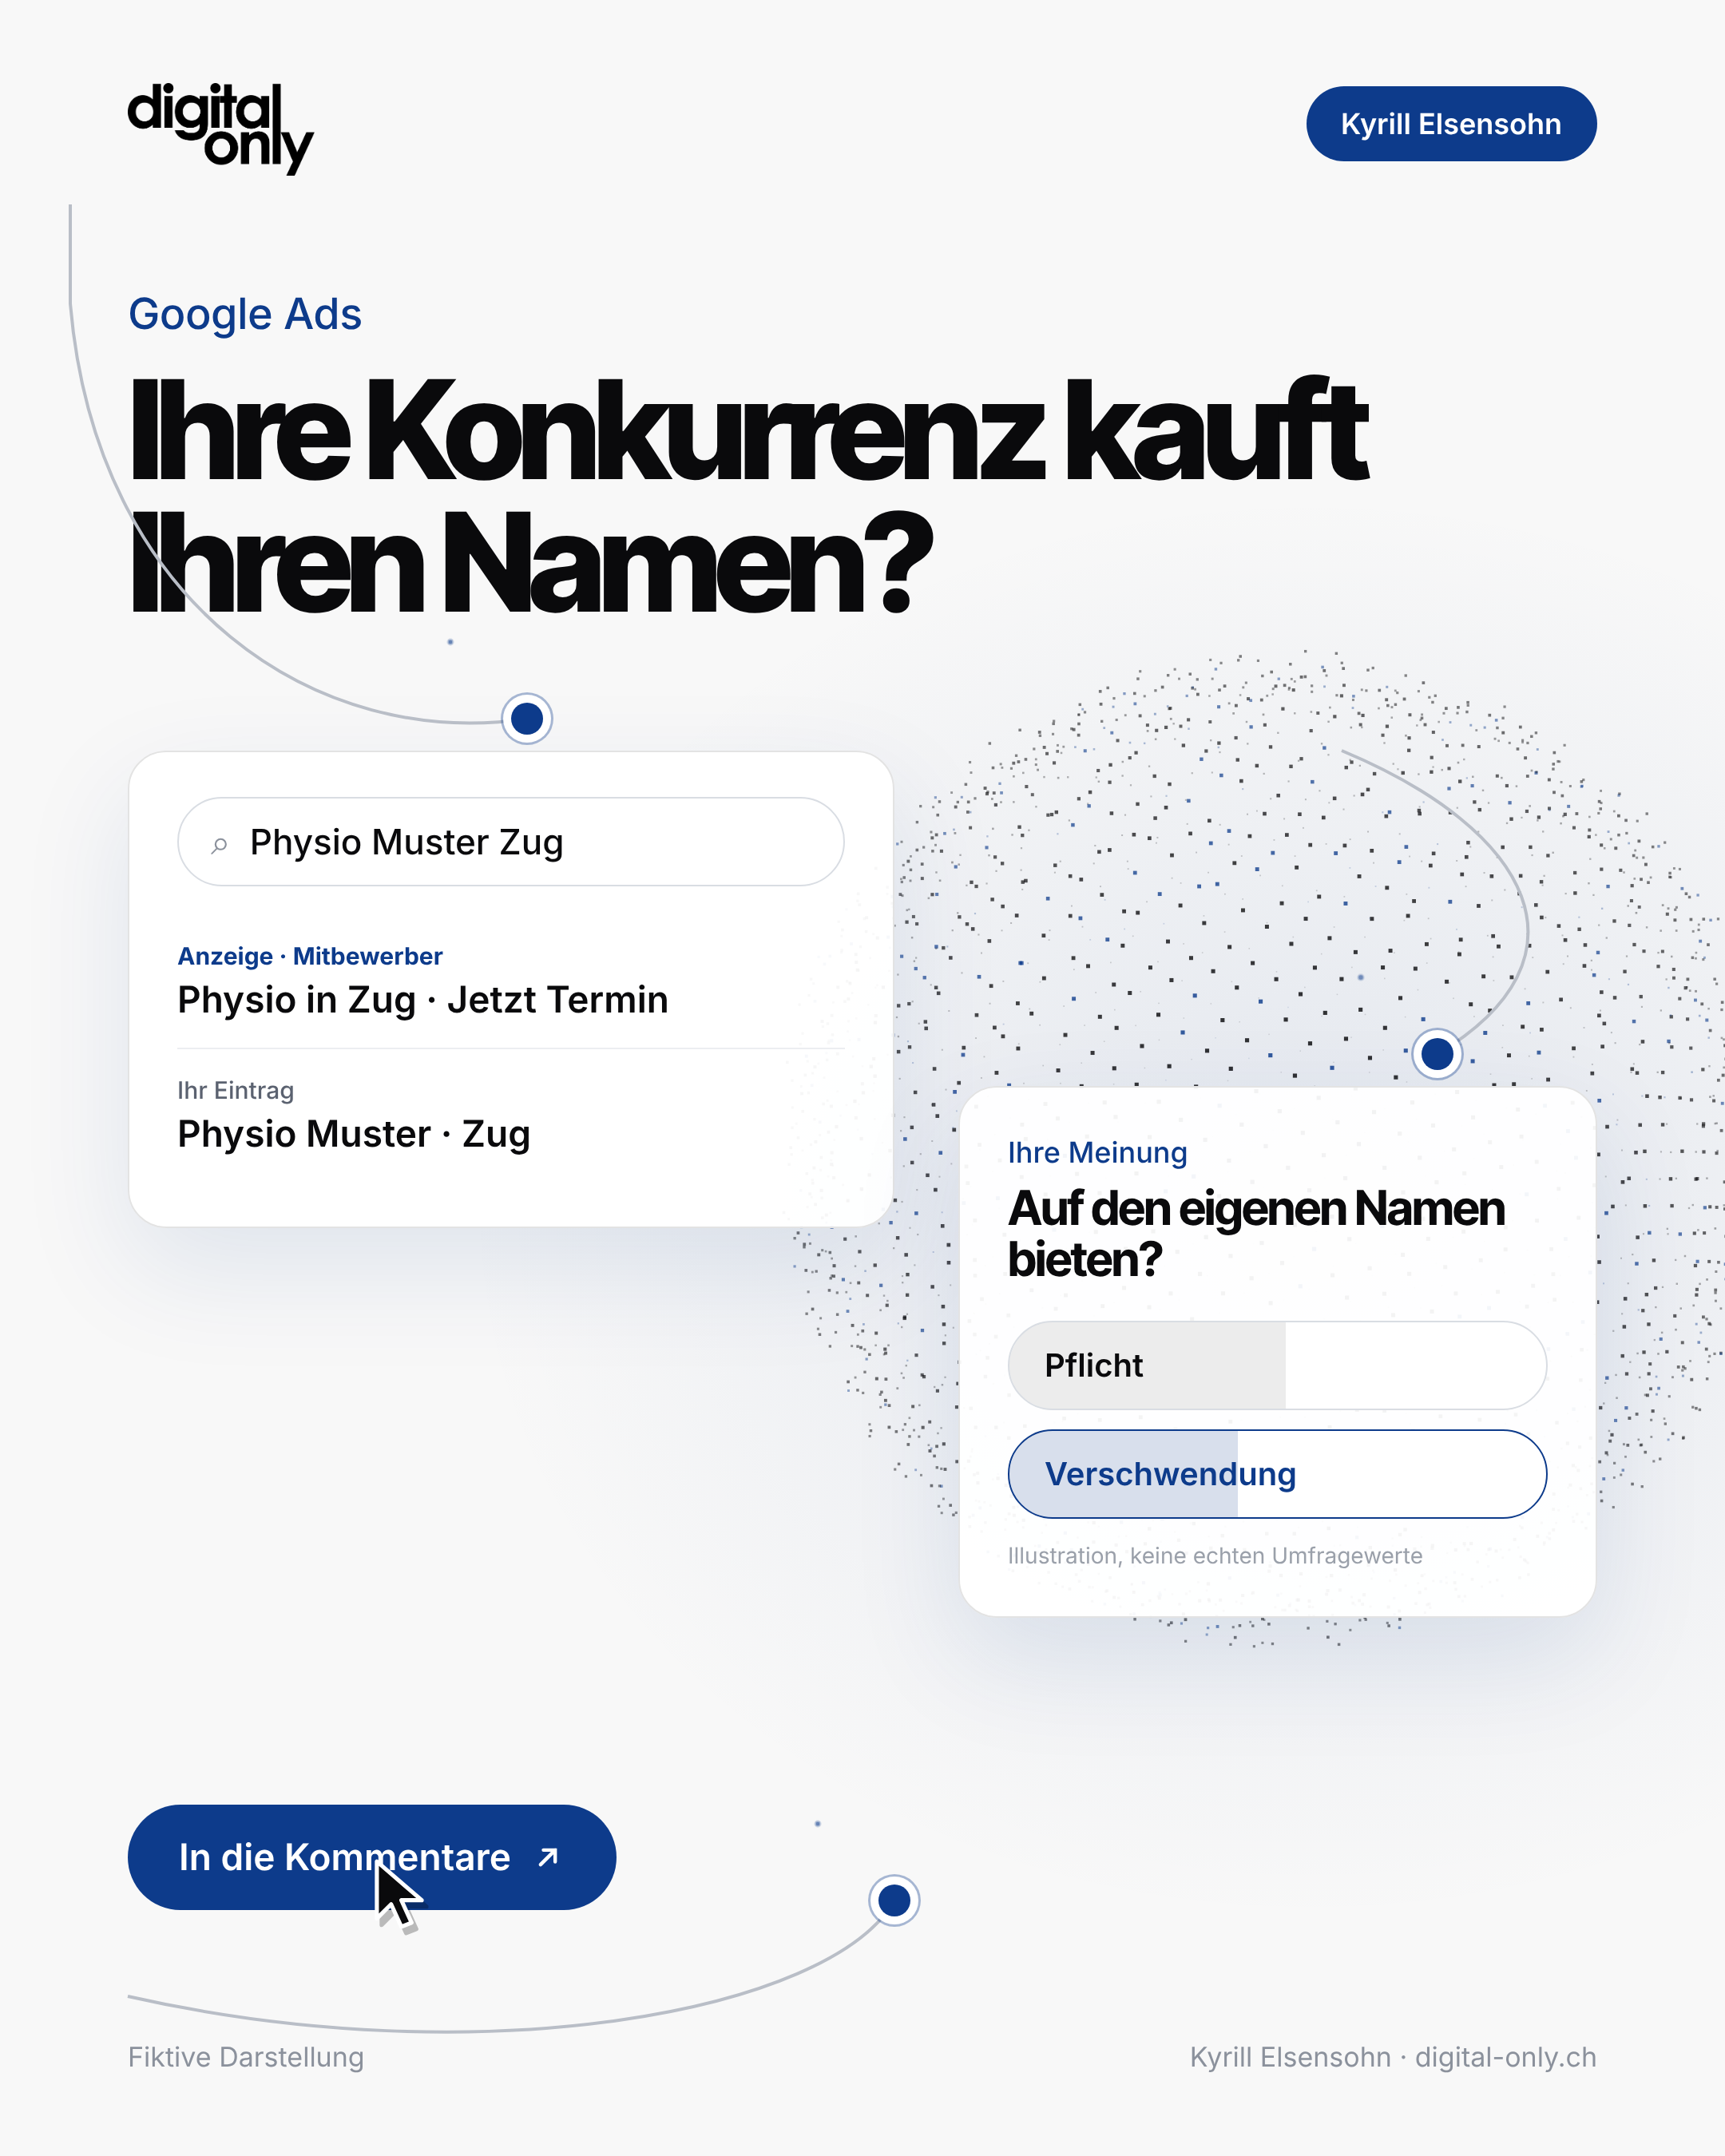 digital
only
Kyrill Elsensohn
Google Ads
Ihre Konkurrenz kauft
Ihren Namen?
Physio Muster Zug
Anzeige · Mitbewerber
Physio in Zug · Jetzt Termin
Ihr Eintrag
Physio Muster · Zug
Ihre Meinung
Auf den eigenen Namen
bieten?
Pflicht
Verschwendung
Illustration, keine echten Umfragewerte
In die Kommentare
Fiktive Darstellung
Kyrill Elsensohn · digital-only.ch